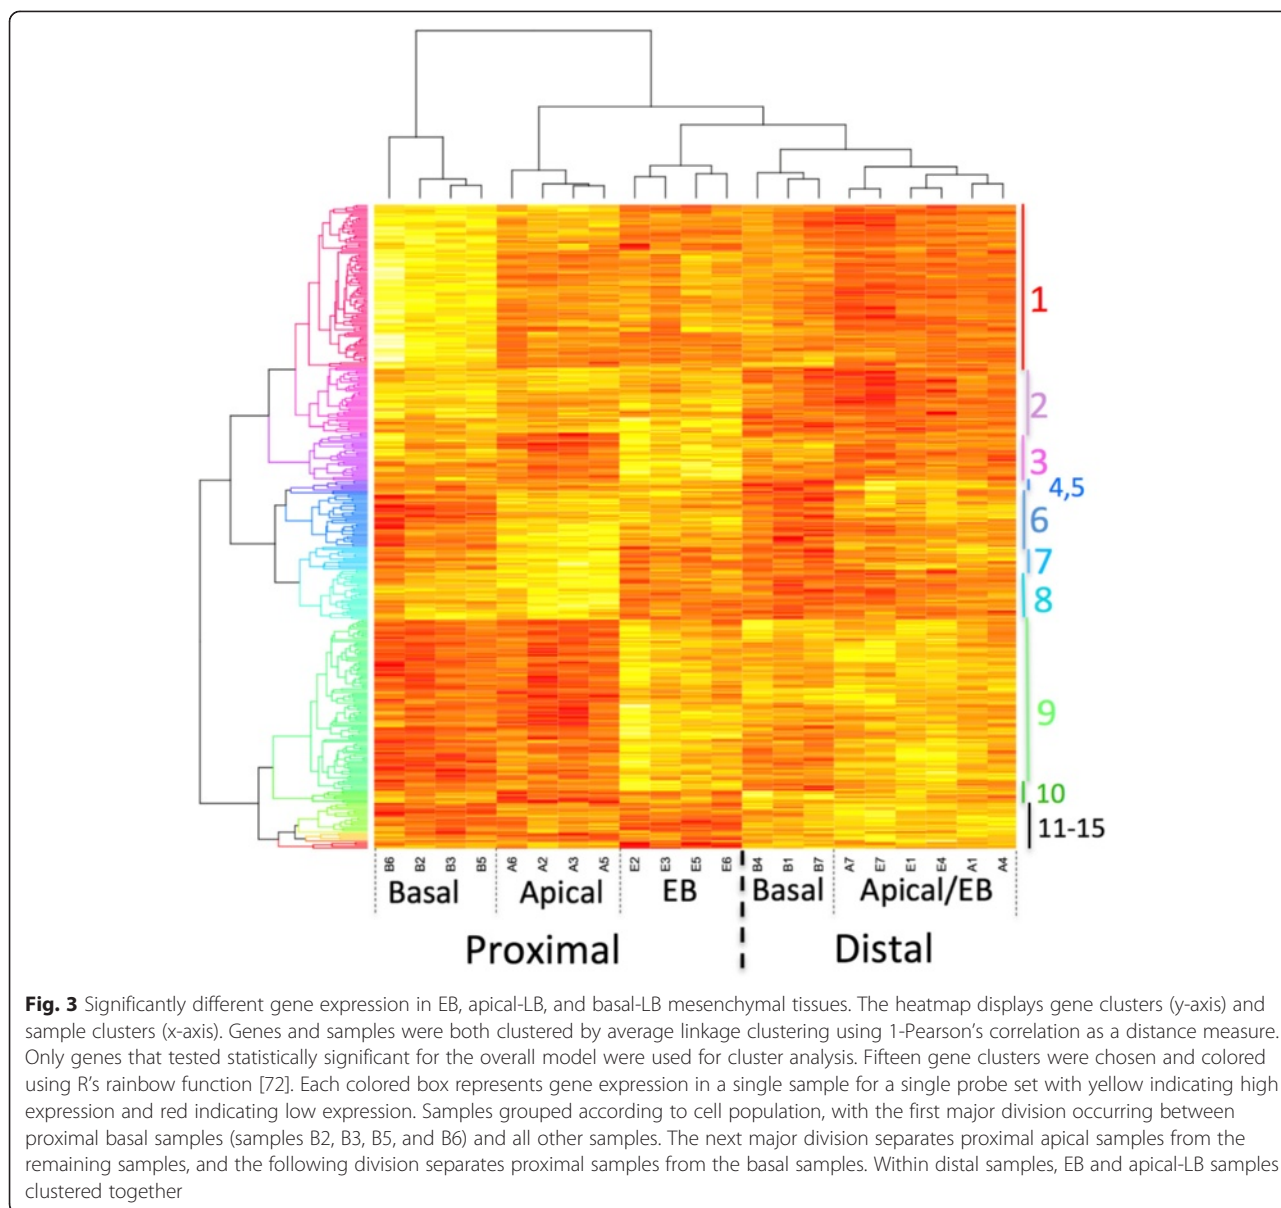 1
2
3
4,5
6
7
8
9
10
11-15
B6 B2 B3 B5 A6 A2 A3 A5 E2 E3 E5 E6 B4 B1 B7 A7 E7 E1 E4 A1 A4
Basal Apical EB Basal Apical/EB
Proximal Distal
Fig. 3 Significantly different gene expression in EB, apical-LB, and basal-LB mesenchymal tissues. The heatmap displays gene clusters (y-axis) and
sample clusters (x-axis). Genes and samples were both clustered by average linkage clustering using 1-Pearson's correlation as a distance measure.
Only genes that tested statistically significant for the overall model were used for cluster analysis. Fifteen gene clusters were chosen and colored
using R's rainbow function [72]. Each colored box represents gene expression in a single sample for a single probe set with yellow indicating high
expression and red indicating low expression. Samples grouped according to cell population, with the first major division occurring between
proximal basal samples (samples B2, B3, B5, and B6) and all other samples. The next major division separates proximal apical samples from the
remaining samples, and the following division separates proximal samples from the basal samples. Within distal samples, EB and apical-LB samples
clustered together